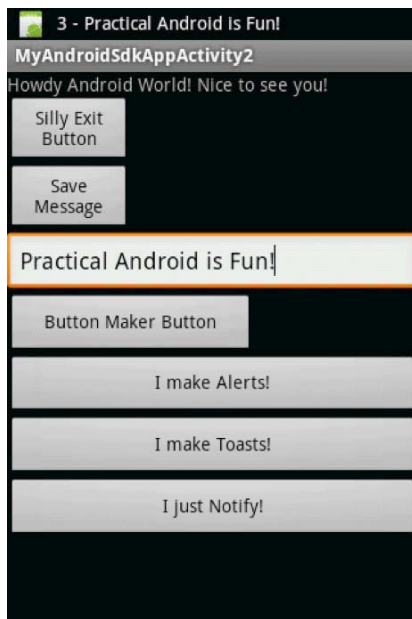 3 - Practical Android is Fun!
MyAndroidSdkAppActivity2
Howdy Android World! Nice to see you!
Silly Exit
Button
Save
Message
Practical Android is Fun!
Button Maker Button
I make Alerts!
I make Toasts!
I just Notify!